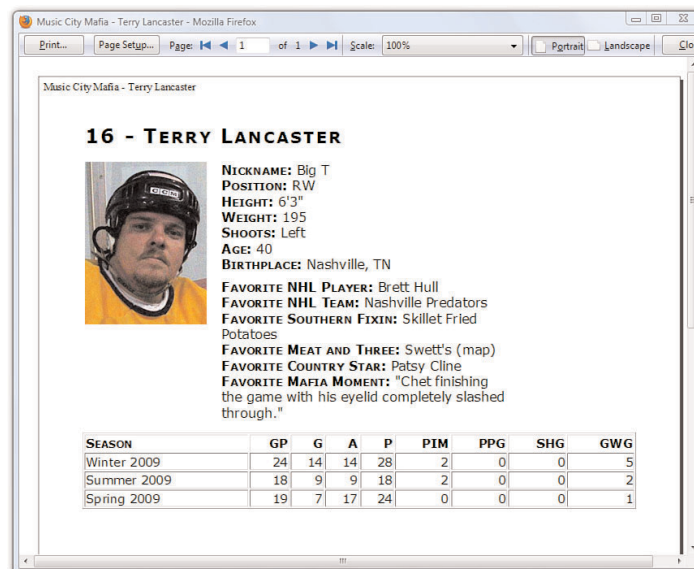 Music City Mafia - Terry Lancaster - Mozilla Firefox
Print... Page Setup... Page: 1 of 1 Scale: 100% Portrait Landscape Clo
Music City Mafia - Terry Lancaster
16 - Terry Lancaster
CCM
Nickname: Big T
Position: RW
Height: 6'3"
Weight: 195
Shoots: Left
Age: 40
Birthplace: Nashville, TN
Favorite NHL Player: Brett Hull
Favorite NHL Team: Nashville Predators
Favorite Southern Fixin: Skillet Fried
Potatoes
Favorite Meat and Three: Swett's (map)
Favorite Country Star: Patsy Cline
Favorite Mafia Moment: "Chet finishing
the game with his eyelid completely slashed
through."
Season GP G A P PIM PPG SHG GWG
Winter 2009 24 14 14 28 2 0 0 5
Summer 2009 18 9 9 18 2 0 0 2
Spring 2009 19 7 17 24 0 0 0 1